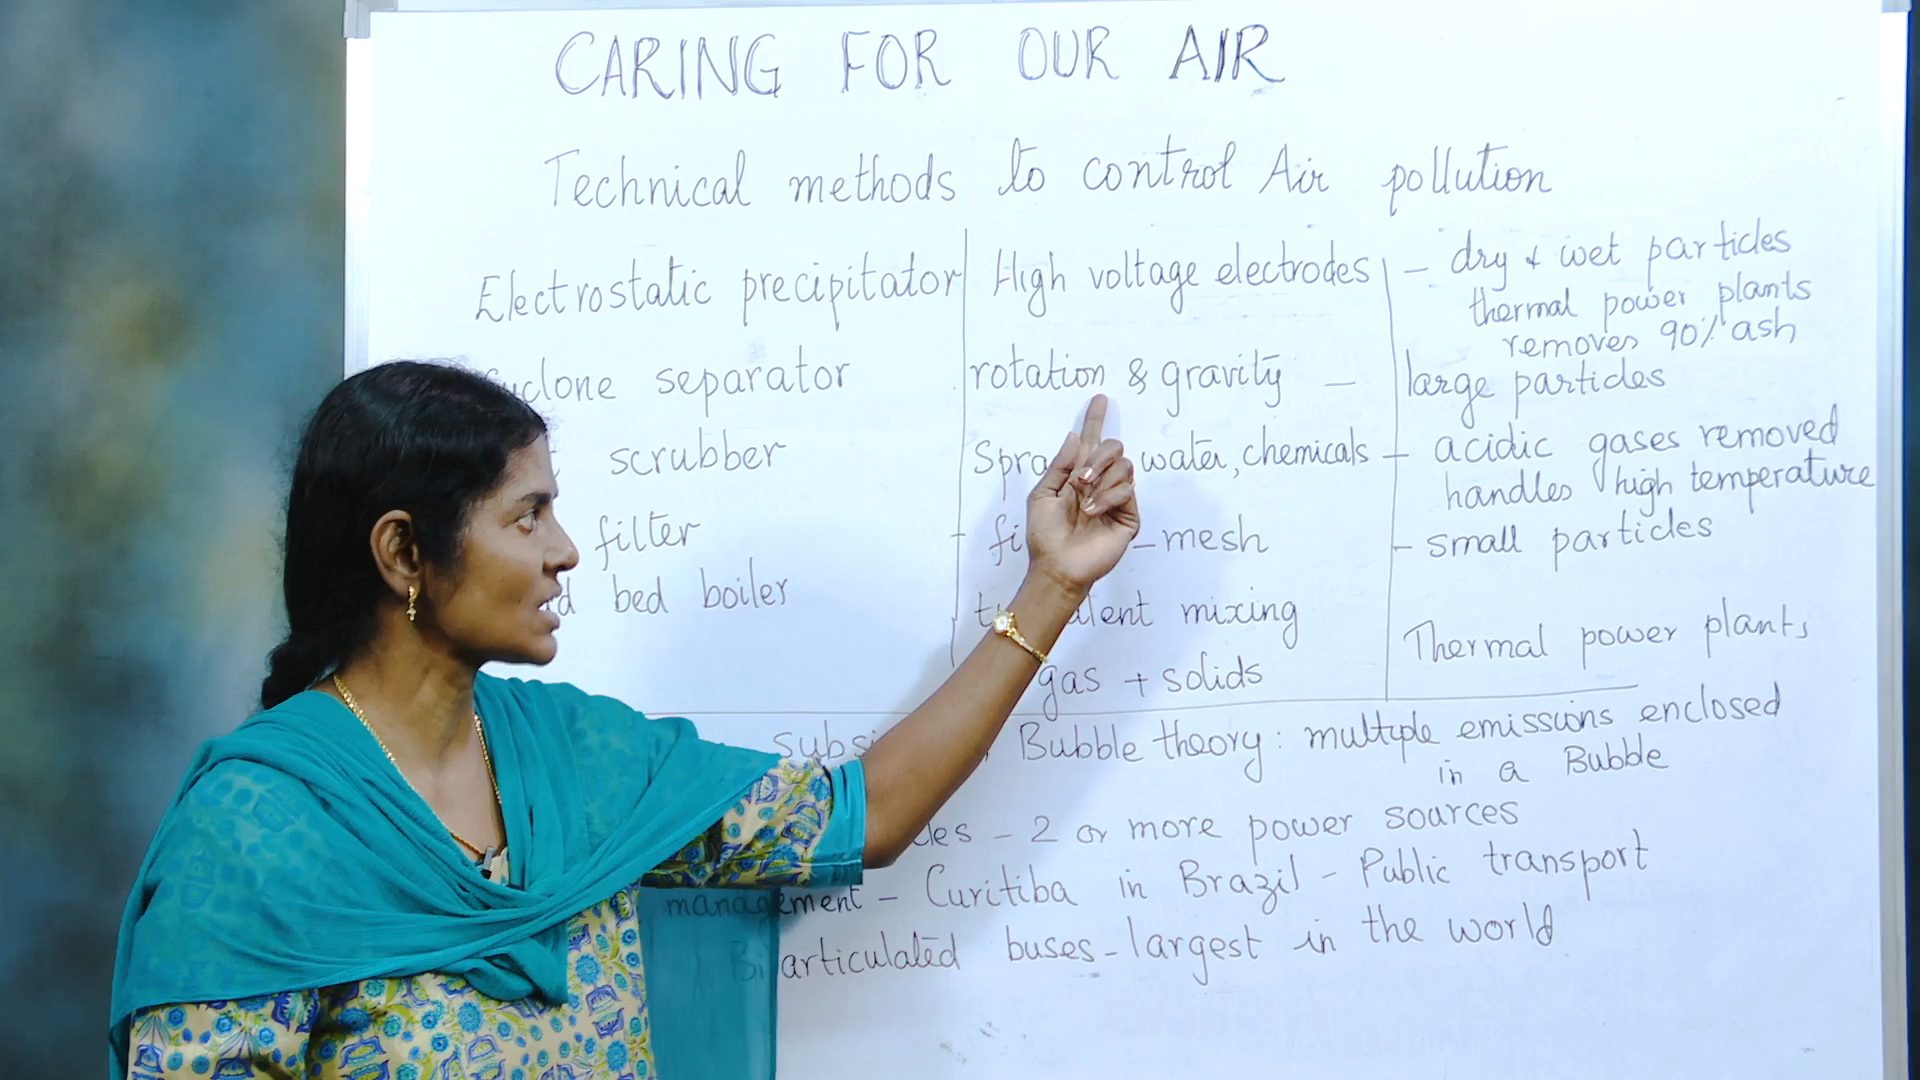 CARING FOR OUR AIR
Technical methods to control Air pollution
Electrostatic precipitator High voltage electrodes - dry & wet particles
thermal power plants
removes 90% ash
Cyclone separator rotation & gravity - large particles
scrubber water, chemicals - acidic gases removed
handles high temperature
filter - mesh - small particles
bed boiler mixing
gas + solids
Thermal power plants
Bubble theory: multiple emissions enclosed
in a Bubble
- 2 or more power sources
management - Curitiba in Brazil - Public transport
Bi articulated buses - largest in the world